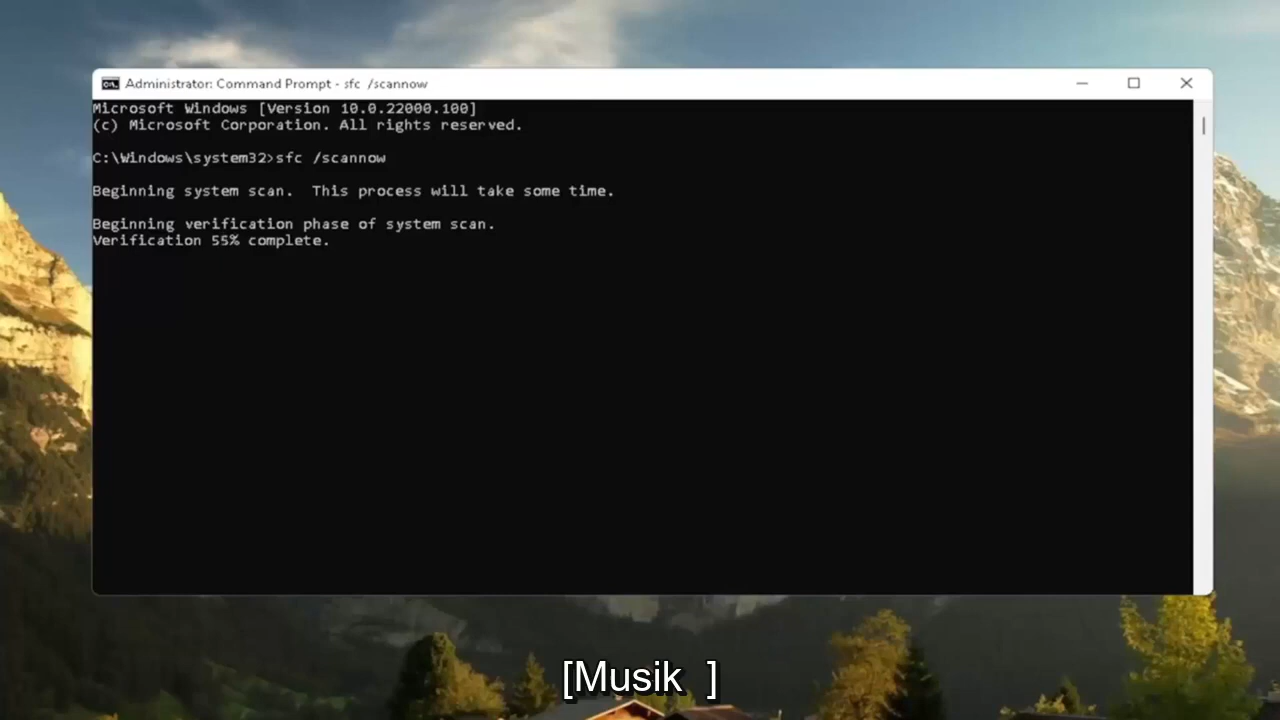 Administrator: Command Prompt - sfc /scannow
Microsoft Windows [Version 10.0.22000.100]
(c) Microsoft Corporation. All rights reserved.
C:\Windows\system32>sfc /scannow
Beginning system scan.  This process will take some time.
Beginning verification phase of system scan.
Verification 55% complete.
[Musik  ]